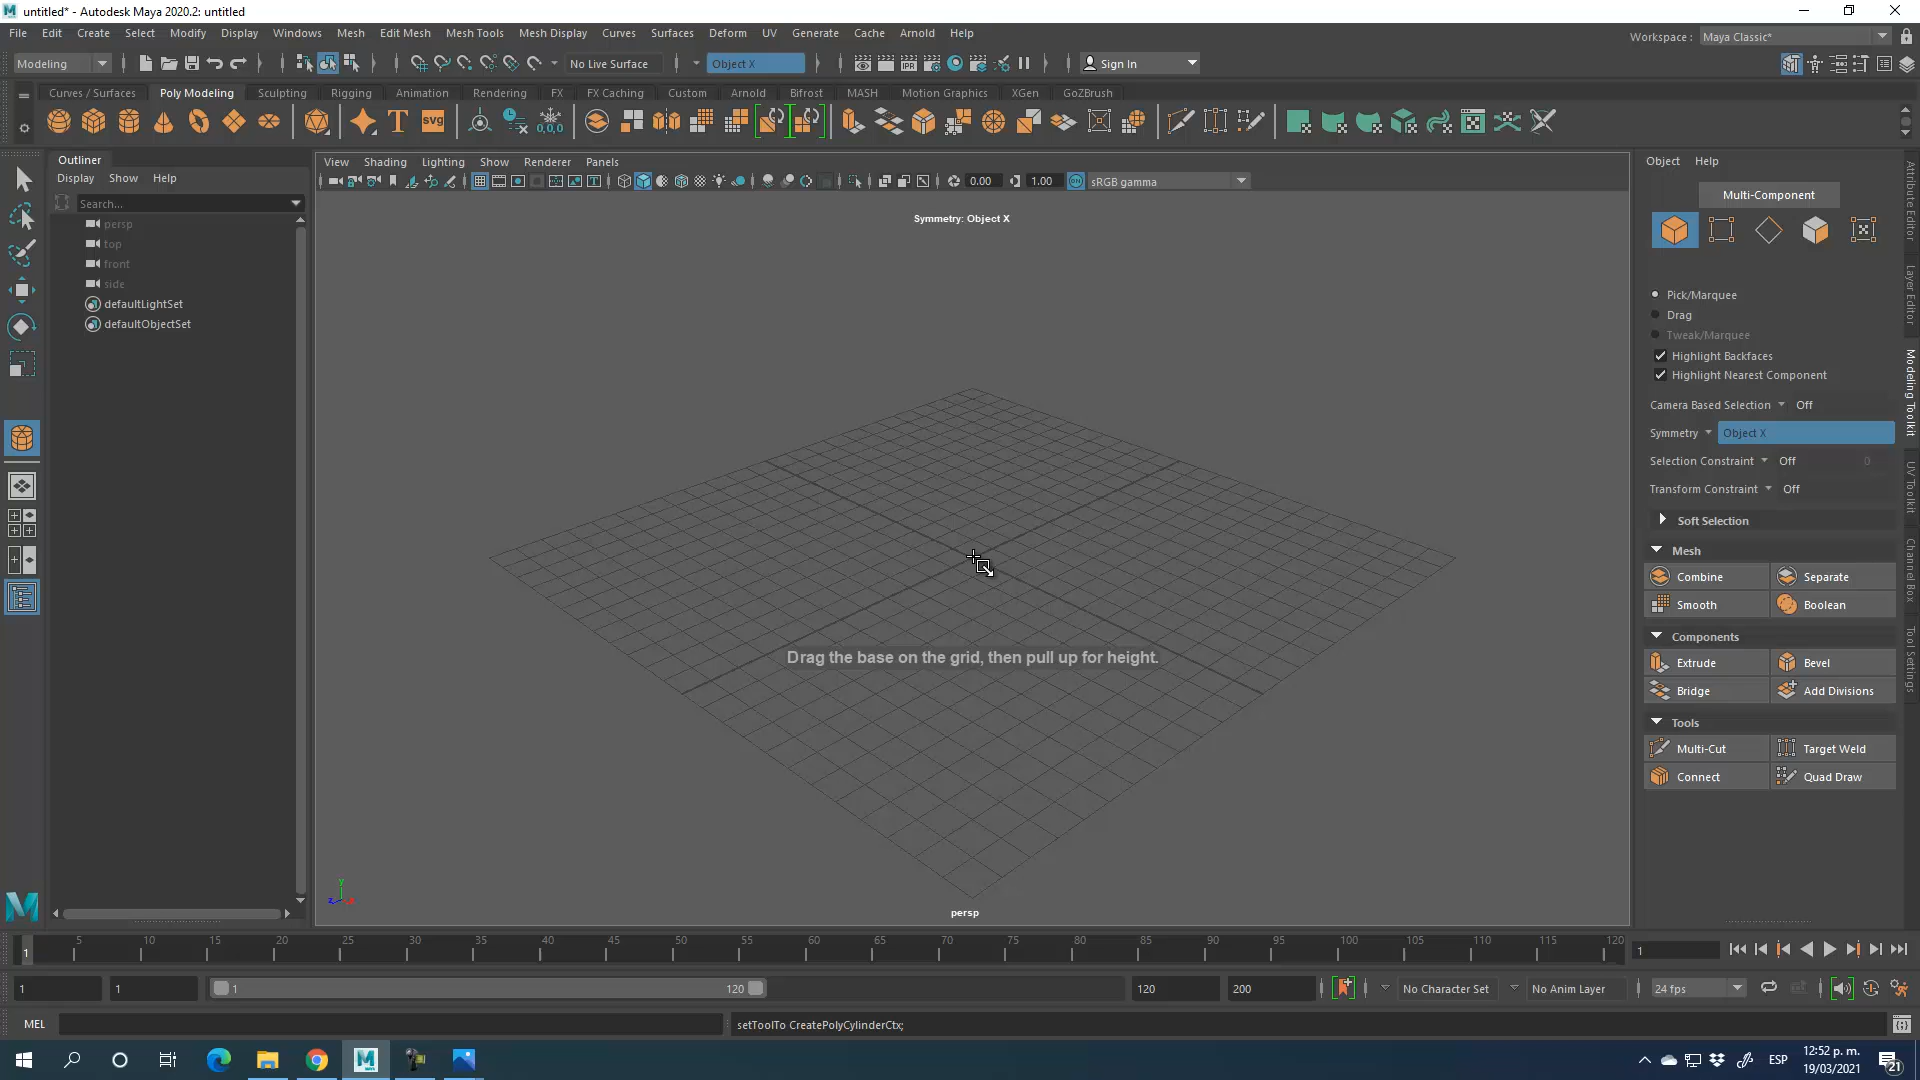 untitled* - Autodesk Maya 2020.2: untitled
File Edit Create Select Modify Display Windows Mesh Edit Mesh Mesh Tools Mesh Display Curves Surfaces Deform UV Generate Cache Arnold Help
Workspace : Maya Classic*
Modeling No Live Surface Object X IPR Sign In
Curves / Surfaces Poly Modeling Sculpting Rigging Animation Rendering FX FX Caching Custom Arnold Bifrost MASH Motion Graphics XGen GoZBrush
T SVG 0,0,0
Outliner
Display Show Help
Search...
persp
top
front
side
defaultLightSet
defaultObjectSet
View Shading Lighting Show Renderer Panels
0.00 1.00 ON sRGB gamma
Symmetry: Object X
Drag the base on the grid, then pull up for height.
y
z x
persp
Object Help
Multi-Component
Pick/Marquee
Drag
Tweak/Marquee
Highlight Backfaces
Highlight Nearest Component
Camera Based Selection Off
Symmetry Object X
Selection Constraint Off 0
Transform Constraint Off
Soft Selection
Mesh
Combine Separate
Smooth Boolean
Components
Extrude Bevel
Bridge Add Divisions
Tools
Multi-Cut Target Weld
Connect Quad Draw
Attribute Editor
Layer Editor
Modeling Toolkit
UV Toolkit
Channel Box
Tool Settings
1 5 10 15 20 25 30 35 40 45 50 55 60 65 70 75 80 85 90 95 100 105 110 115 120 1
1 1 1 120 120 200 No Character Set No Anim Layer 24 fps
MEL setToolTo CreatePolyCylinderCtx;
ESP 12:52 p. m.
19/03/2021
21